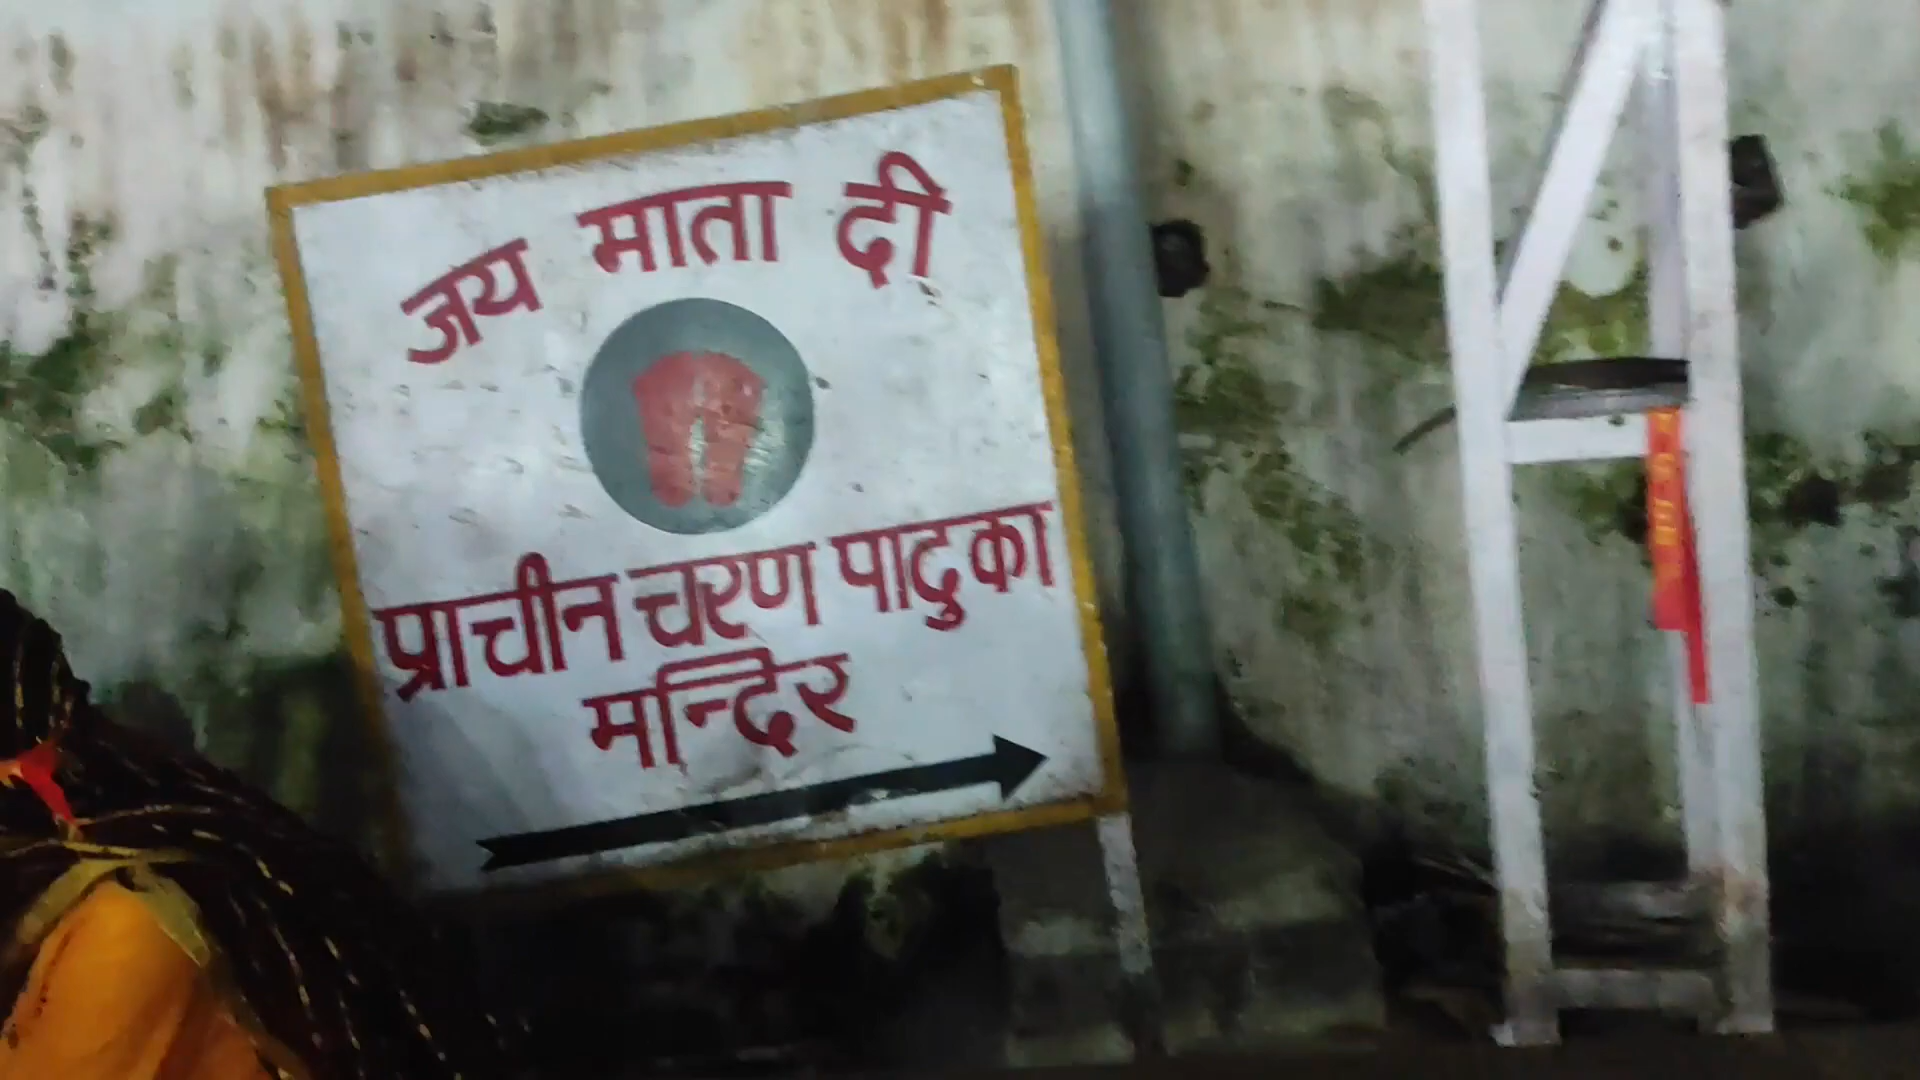 जय माता दी
प्राचीन चरण पादुका
मन्दिर